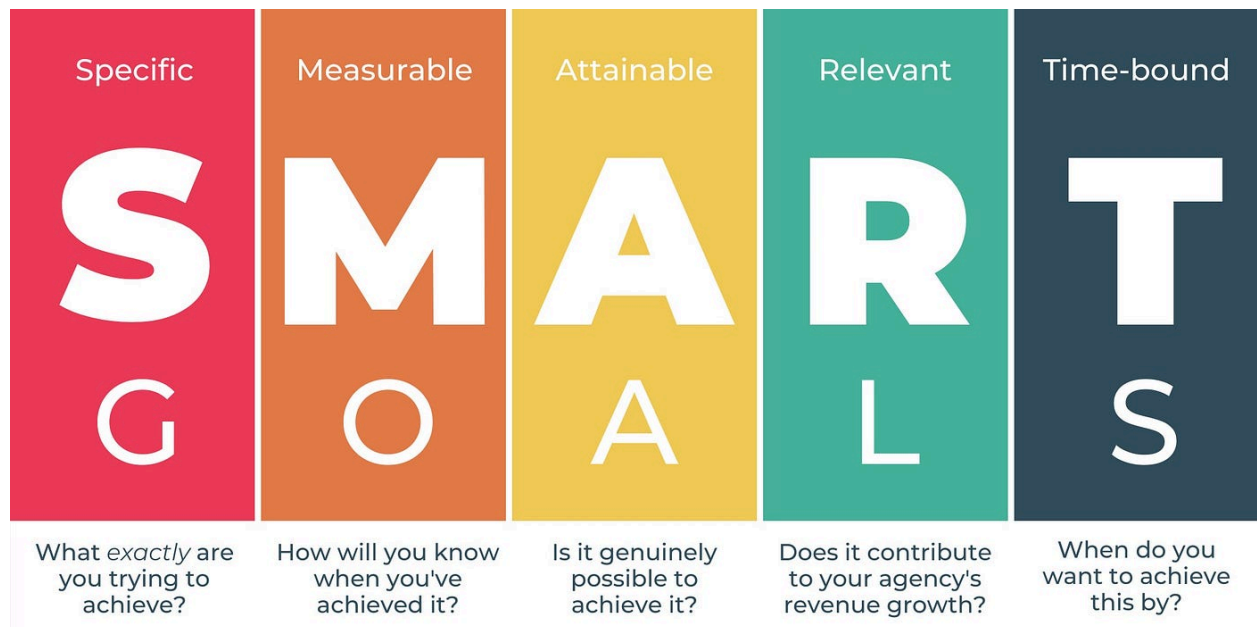 Specific
Measurable
Attainable
Relevant
Time-bound
S M A R T
G O A L S
What exactly are
you trying to
achieve?
How will you know
when you've
achieved it?
Is it genuinely
possible to
achieve it?
Does it contribute
to your agency's
revenue growth?
When do you
want to achieve
this by?